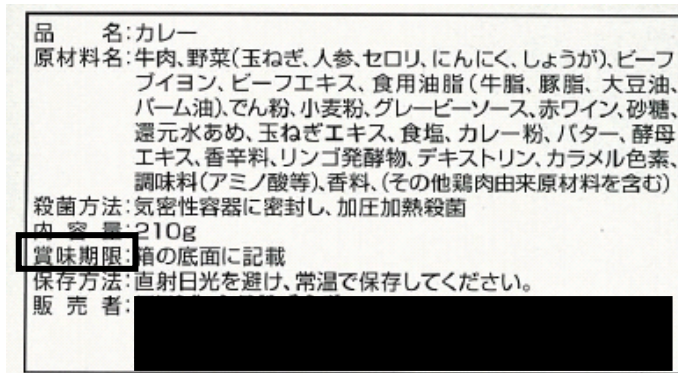 品 名:カレー
原材料名:牛肉、野菜(玉ねぎ、人参、セロリ、にんにく、しょうが)、ビーフ
ブイヨン、ビーフエキス、食用油脂(牛脂、豚脂、大豆油、
パーム油)、でん粉、小麦粉、グレービーソース、赤ワイン、砂糖、
還元水あめ、玉ねぎエキス、食塩、カレー粉、バター、酵母
エキス、香辛料、リンゴ発酵物、デキストリン、カラメル色素、
調味料(アミノ酸等)、香料、(その他鶏肉由来原材料を含む)
殺菌方法:気密性容器に密封し、加圧加熱殺菌
内 容 量:210g
賞味期限:箱の底面に記載
保存方法:直射日光を避け、常温で保存してください。
販 売 者: